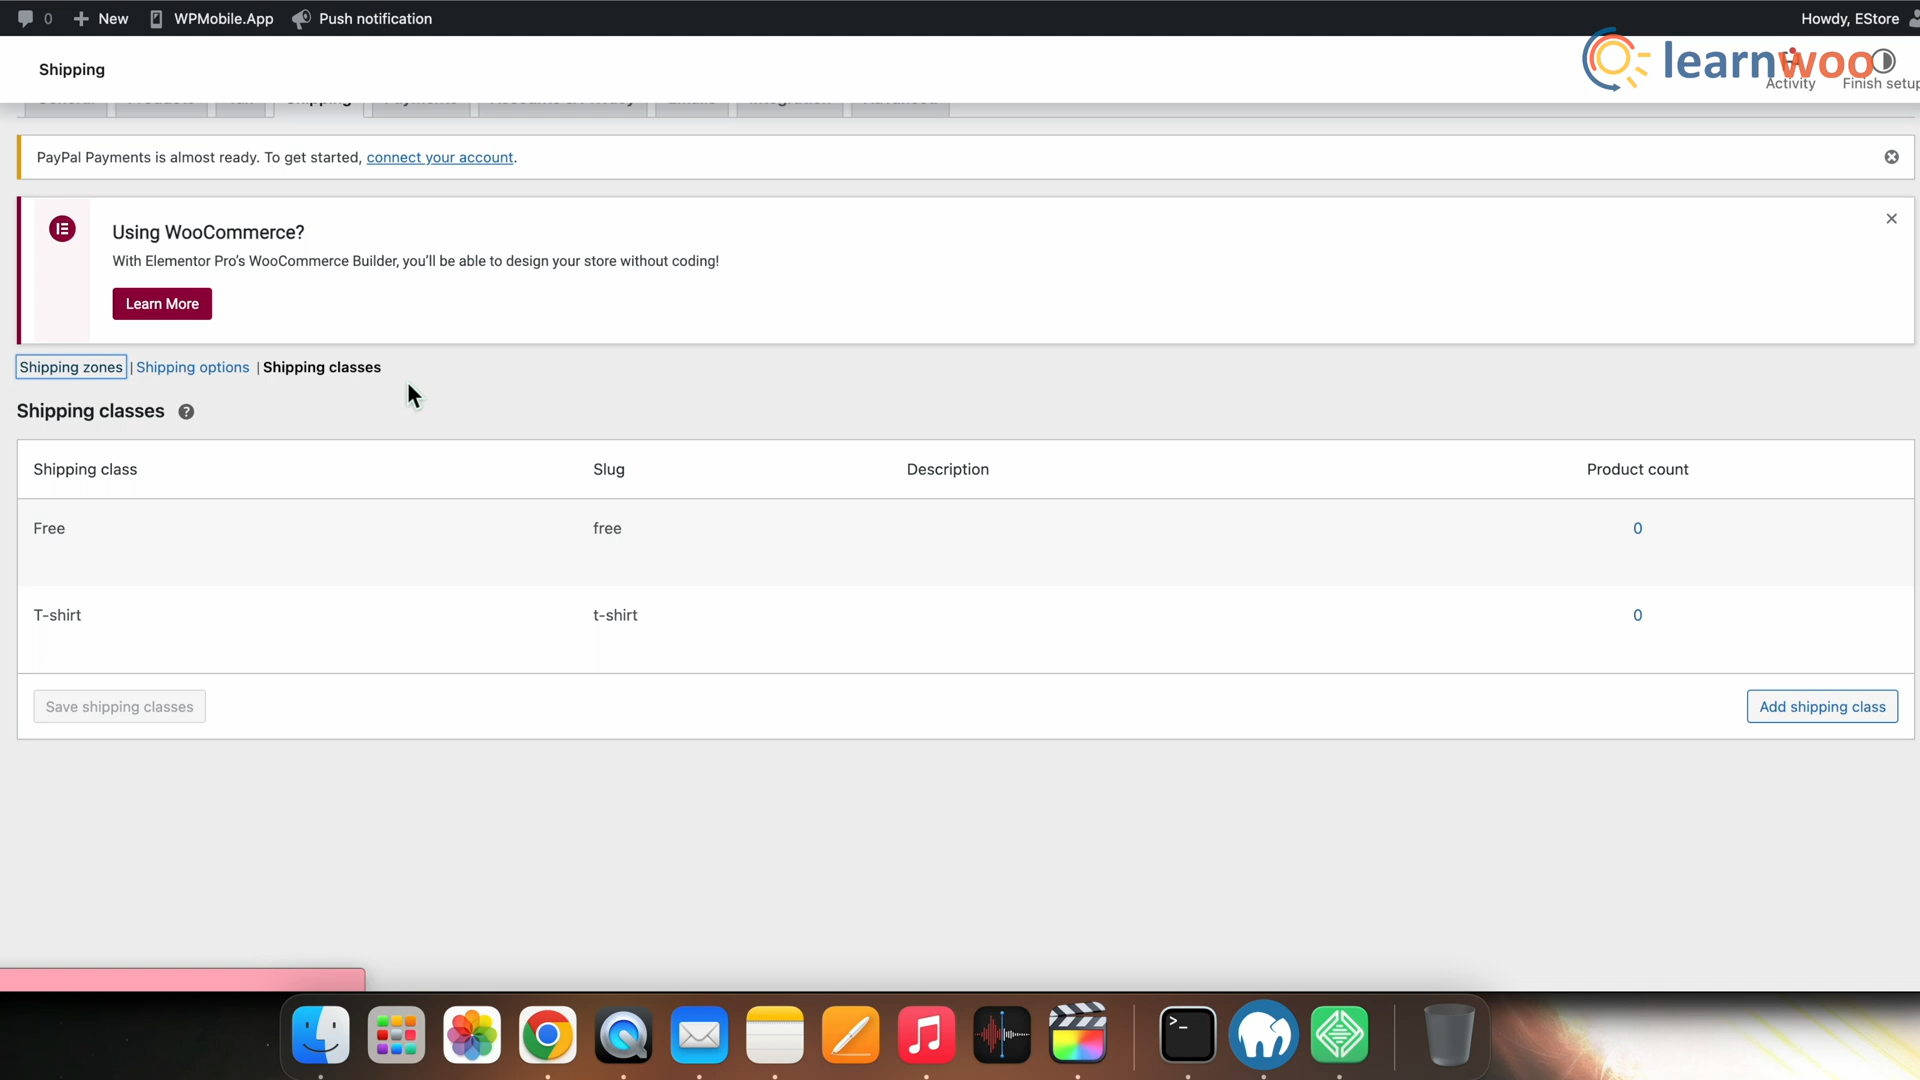 0 New WPMobile.App Push notification Howdy, EStore
Shipping
learnwoo
Activity Finish setup
Shipping
PayPal Payments is almost ready. To get started, connect your account.
Using WooCommerce?
With Elementor Pro's WooCommerce Builder, you'll be able to design your store without coding!
Learn More
Shipping zones | Shipping options | Shipping classes
Shipping classes ?
Shipping class Slug Description Product count
Free free 0
T-shirt t-shirt 0
Save shipping classes Add shipping class